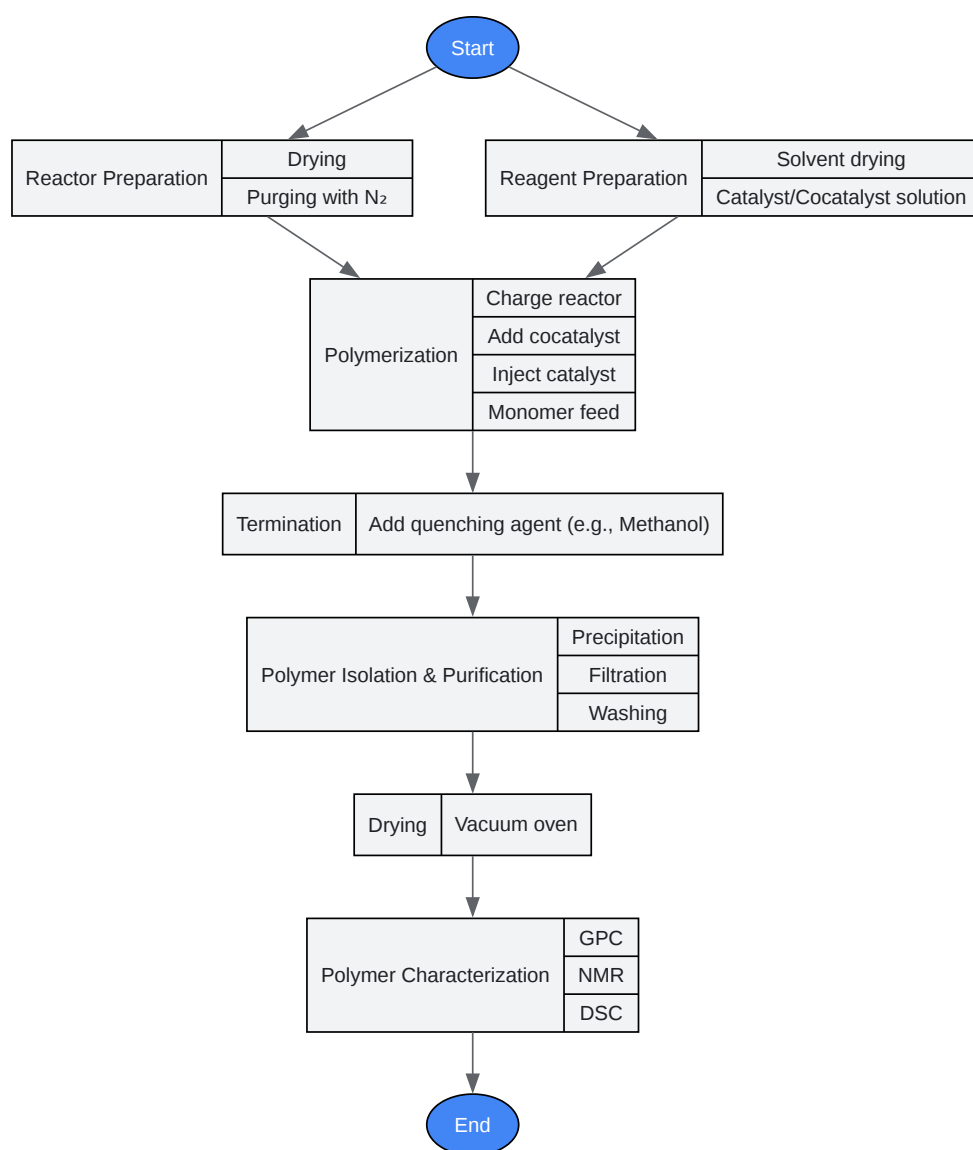 Start
Reactor Preparation
Drying
Purging with N₂
Reagent Preparation
Solvent drying
Catalyst/Cocatalyst solution
Polymerization
Charge reactor
Add cocatalyst
Inject catalyst
Monomer feed
Termination
Add quenching agent (e.g., Methanol)
Polymer Isolation & Purification
Precipitation
Filtration
Washing
Drying
Vacuum oven
Polymer Characterization
GPC
NMR
DSC
End